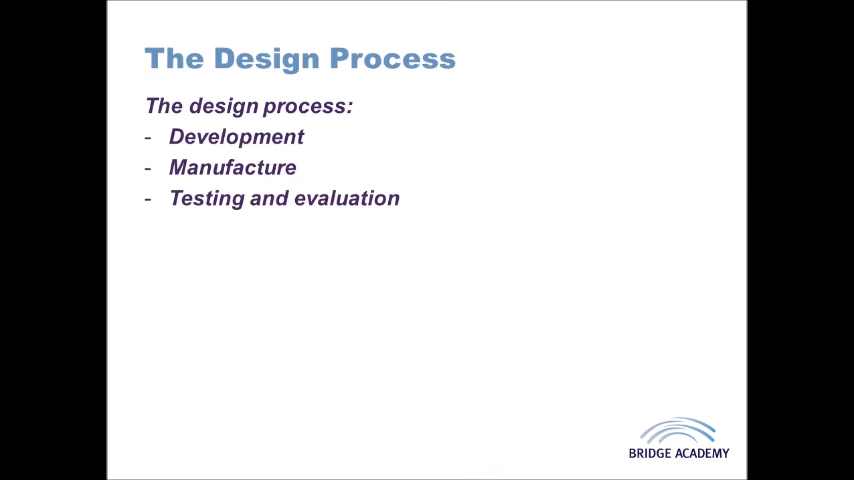 The Design Process
The design process:
- Development
- Manufacture
- Testing and evaluation
BRIDGE ACADEMY